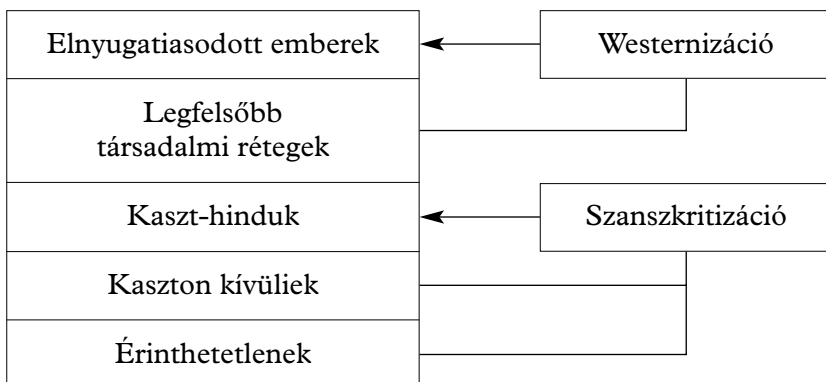 Elnyugatiasodott emberek
Westernizáció
Legfelsőbb
társadalmi rétegek
Kaszt-hinduk
Szanszkritizáció
Kaszton kívüliek
Érinthetetlenek